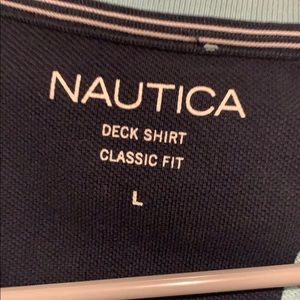 NAUTICA
DECK SHIRT
CLASSIC FIT
L